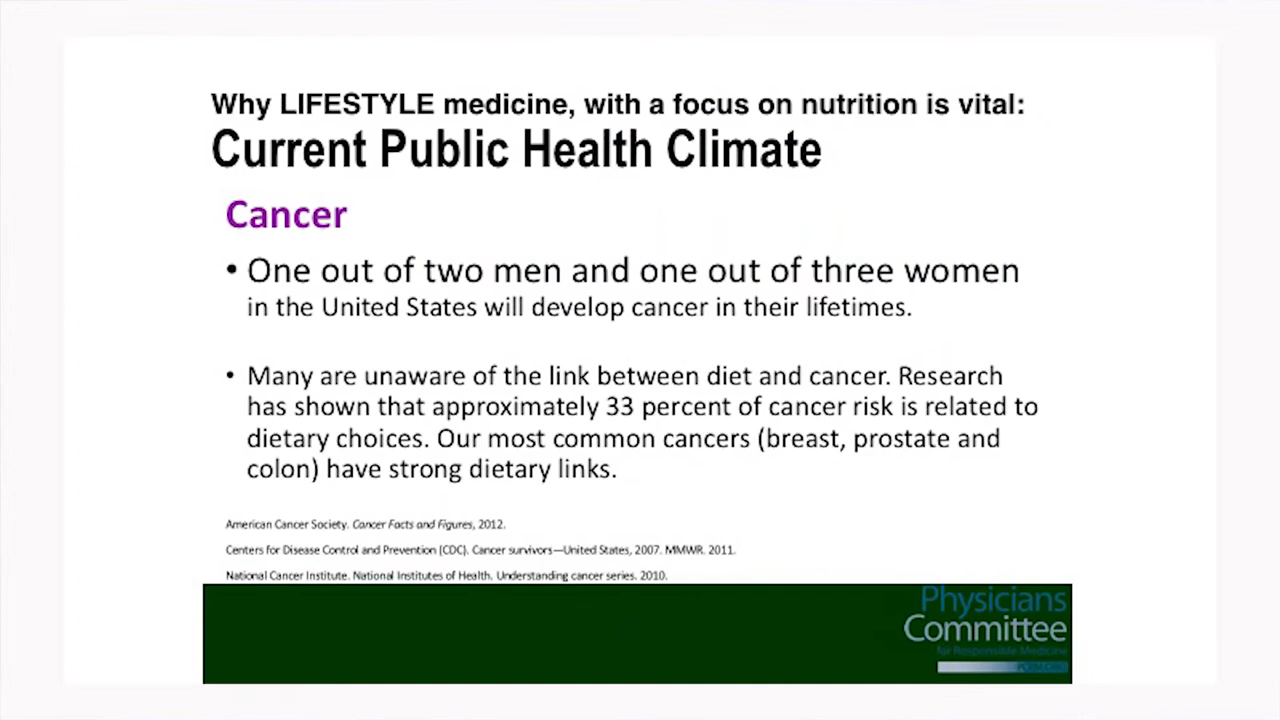 Why LIFESTYLE medicine, with a focus on nutrition is vital:
Current Public Health Climate
Cancer
• One out of two men and one out of three women
in the United States will develop cancer in their lifetimes.
• Many are unaware of the link between diet and cancer. Research
has shown that approximately 33 percent of cancer risk is related to
dietary choices. Our most common cancers (breast, prostate and
colon) have strong dietary links.
American Cancer Society. Cancer Facts and Figures, 2012.
Centers for Disease Control and Prevention (CDC). Cancer survivors—United States, 2007. MMWR. 2011.
National Cancer Institute. National Institutes of Health. Understanding cancer series. 2010.
Physicians
Committee
for Responsible Medicine